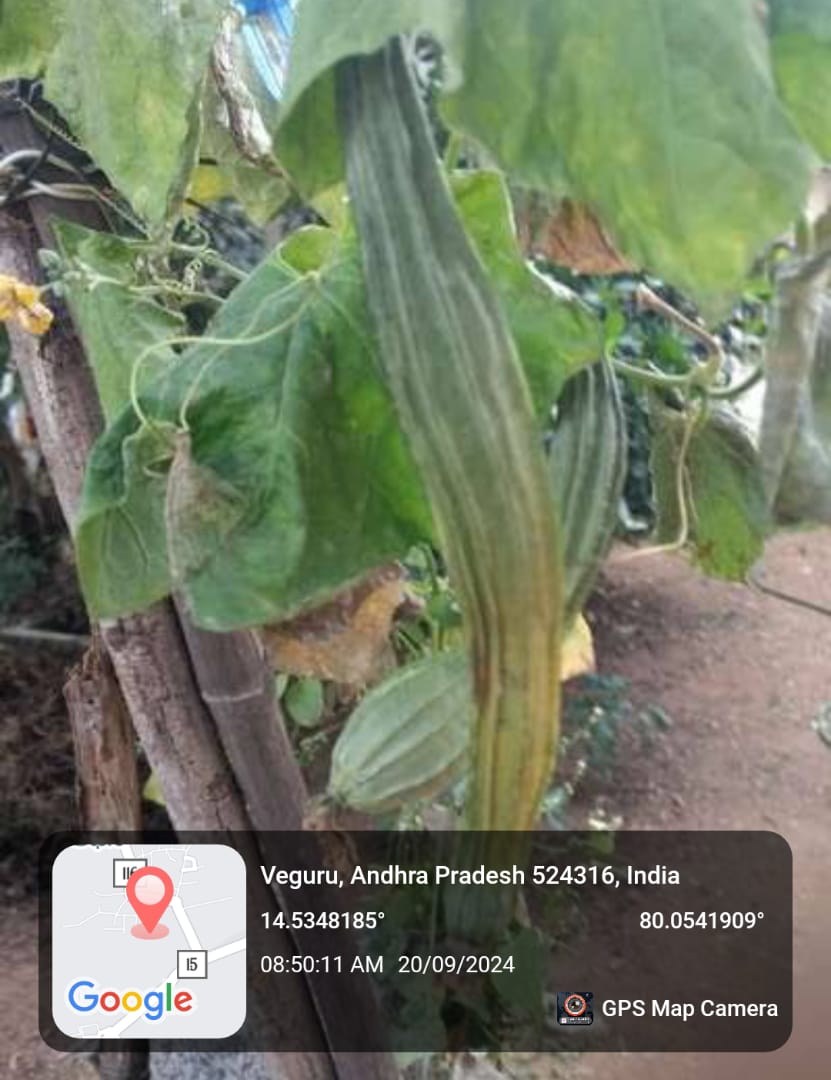 116
15
Google
Veguru, Andhra Pradesh 524316, India
14.5348185° 80.0541909°
08:50:11 AM 20/09/2024
GPS Map Camera